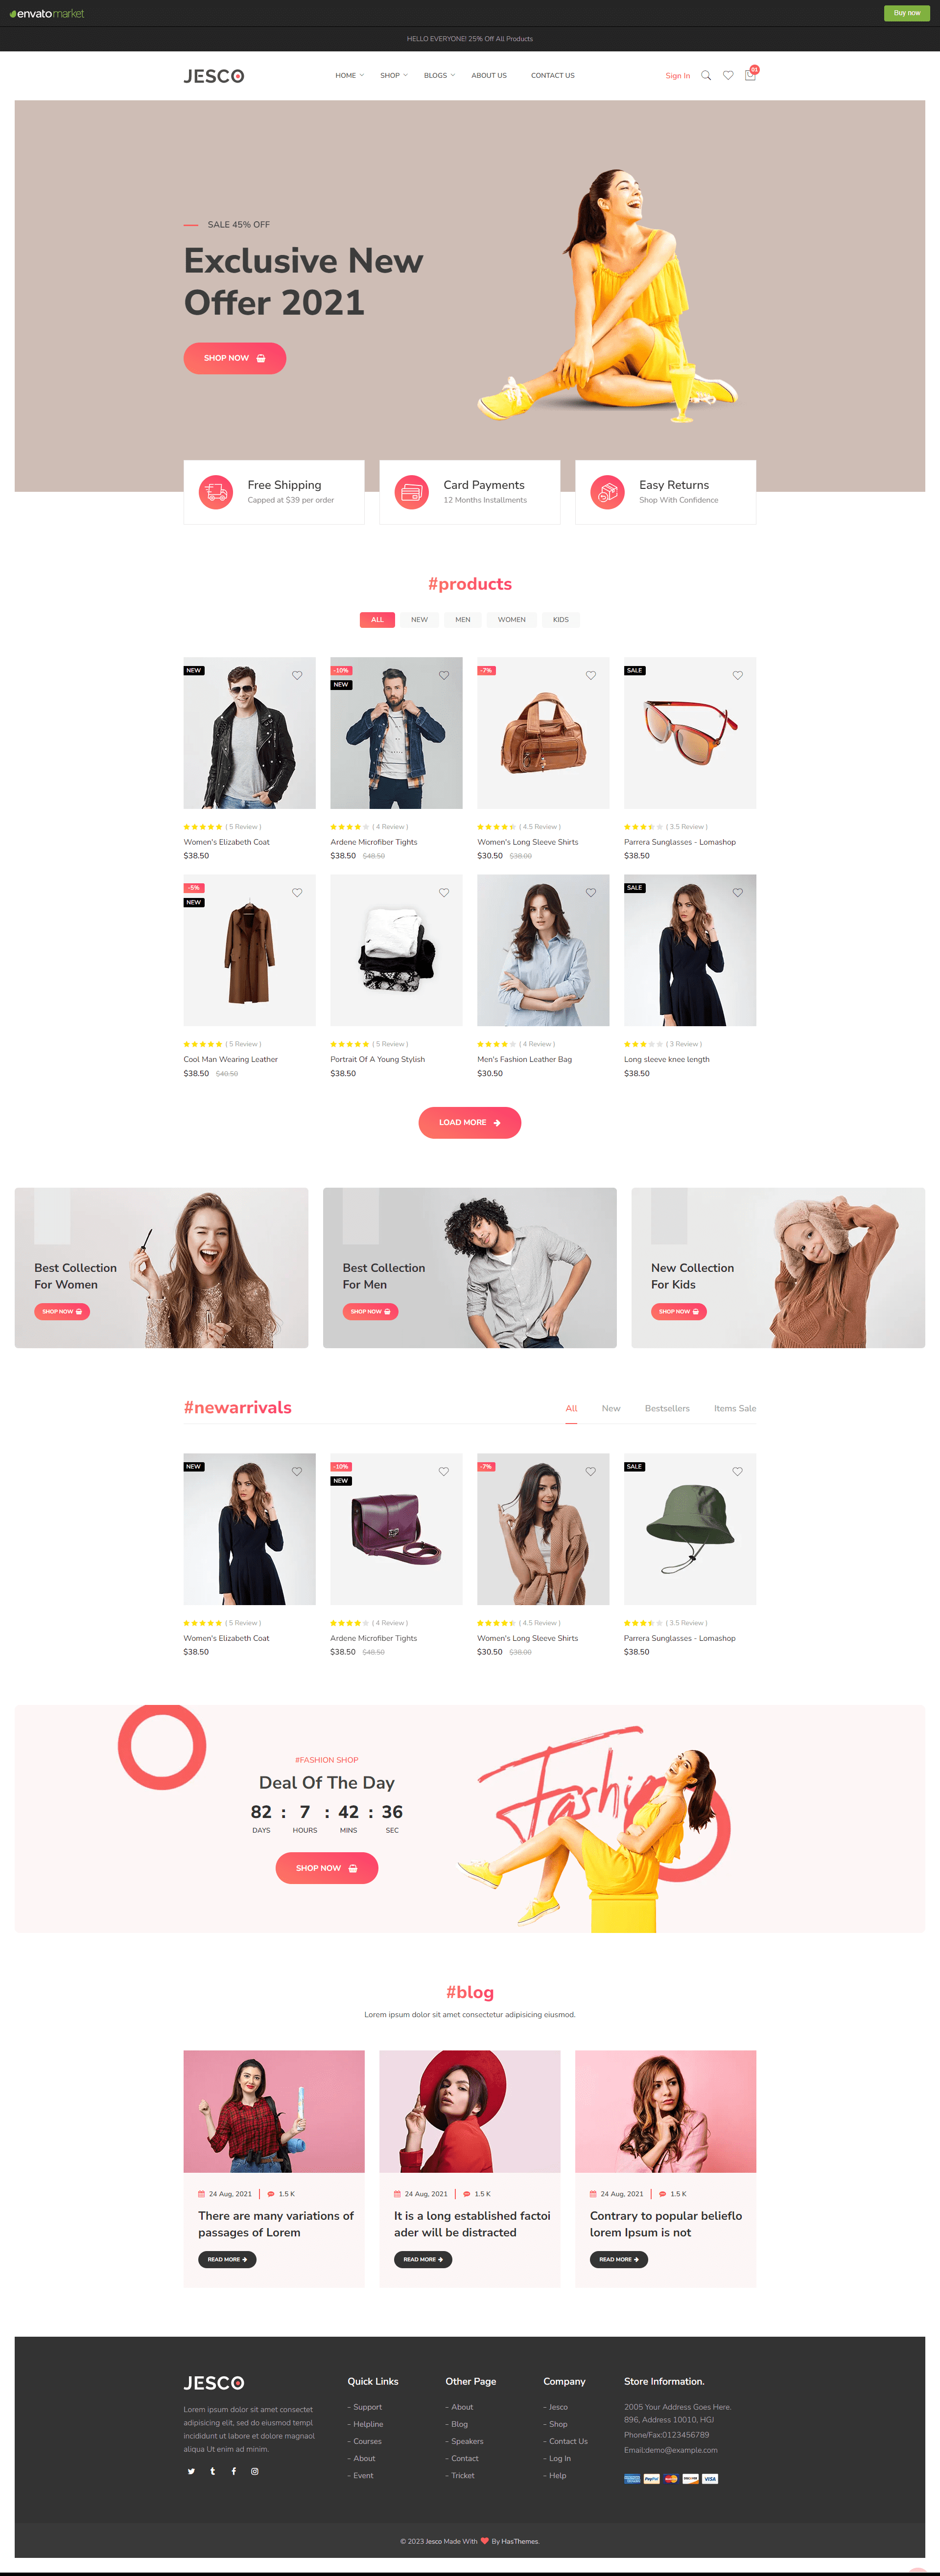 envatomarket
Buy now
HELLO EVERYONE! 25% Off All Products
JESCO
HOME
SHOP
BLOGS
ABOUT US
CONTACT US
Sign In
01
SALE 45% OFF
Exclusive New
Offer 2021
SHOP NOW
Free Shipping
Capped at $39 per order
Card Payments
12 Months Installments
Easy Returns
Shop With Confidence
#products
ALL
NEW
MEN
WOMEN
KIDS
NEW
-10%
NEW
-7%
SALE
( 5 Review )
Women's Elizabeth Coat
$38.50
( 4 Review )
Ardene Microfiber Tights
$38.50 $48.50
( 4.5 Review )
Women's Long Sleeve Shirts
$30.50 $38.00
( 3.5 Review )
Parrera Sunglasses - Lomashop
$38.50
-5%
NEW
SALE
( 5 Review )
Cool Man Wearing Leather
$38.50 $40.50
( 5 Review )
Portrait Of A Young Stylish
$38.50
( 4 Review )
Men's Fashion Leather Bag
$30.50
( 3 Review )
Long sleeve knee length
$38.50
LOAD MORE
Best Collection
For Women
SHOP NOW
Best Collection
For Men
SHOP NOW
New Collection
For Kids
SHOP NOW
#newarrivals
All
New
Bestsellers
Items Sale
NEW
-10%
NEW
-7%
SALE
( 5 Review )
Women's Elizabeth Coat
$38.50
( 4 Review )
Ardene Microfiber Tights
$38.50 $48.50
( 4.5 Review )
Women's Long Sleeve Shirts
$30.50 $38.00
( 3.5 Review )
Parrera Sunglasses - Lomashop
$38.50
#FASHION SHOP
Deal Of The Day
82 : 7 : 42 : 36
DAYS HOURS MINS SEC
SHOP NOW
#blog
Lorem ipsum dolor sit amet consectetur adipisicing eiusmod.
24 Aug, 2021
1.5 K
There are many variations of
passages of Lorem
READ MORE
24 Aug, 2021
1.5 K
It is a long established factoi
ader will be distracted
READ MORE
24 Aug, 2021
1.5 K
Contrary to popular belieflo
lorem Ipsum is not
READ MORE
JESCO
Lorem ipsum dolor sit amet consectet
adipisicing elit, sed do eiusmod templ
incididunt ut labore et dolore magnaol
aliqua Ut enim ad minim.
Quick Links
- Support
- Helpline
- Courses
- About
- Event
Other Page
- About
- Blog
- Speakers
- Contact
- Tricket
Company
- Jesco
- Shop
- Contact Us
- Log In
- Help
Store Information.
2005 Your Address Goes Here.
896, Address 10010, HGJ
Phone/Fax:0123456789
Email:demo@example.com
PayPal
VISA
© 2023 Jesco Made With ❤ By HasThemes.